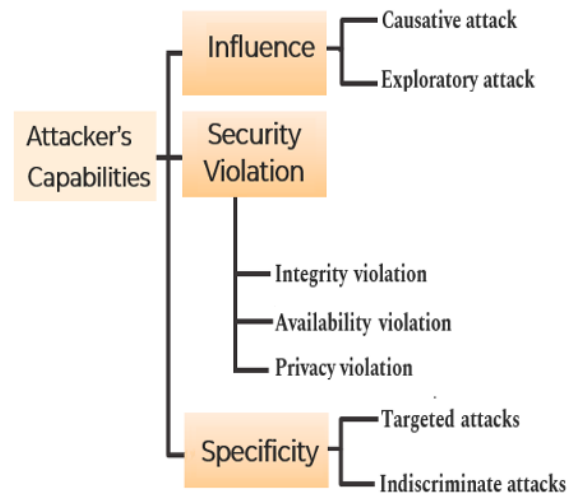 Attacker's
Capabilities
Influence
Causative attack
Exploratory attack
Security
Violation
Integrity violation
Availability violation
Privacy violation
Specificity
Targeted attacks
Indiscriminate attacks